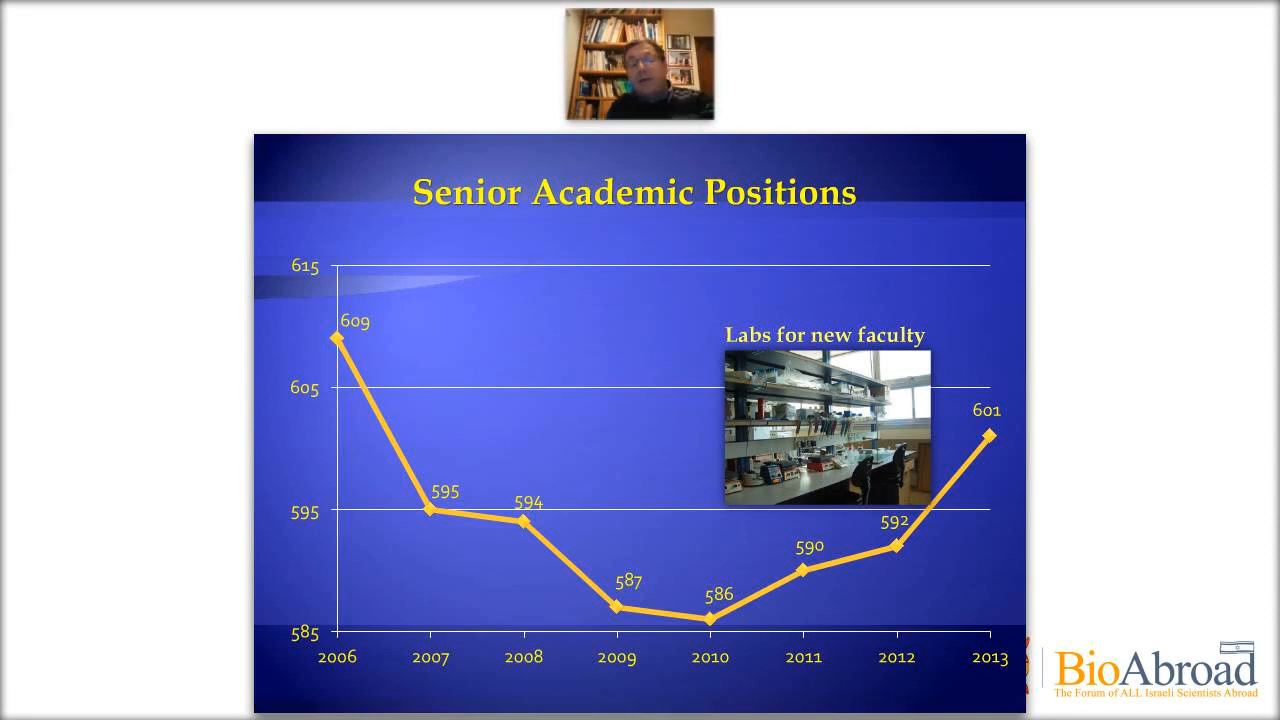 Senior Academic Positions
615
609
Labs for new faculty
605
601
595
594
595
592
590
587
586
585
2006 2007 2008 2009 2010 2011 2012 2013
BioAbroad
The Forum of ALL Israeli Scientists Abroad